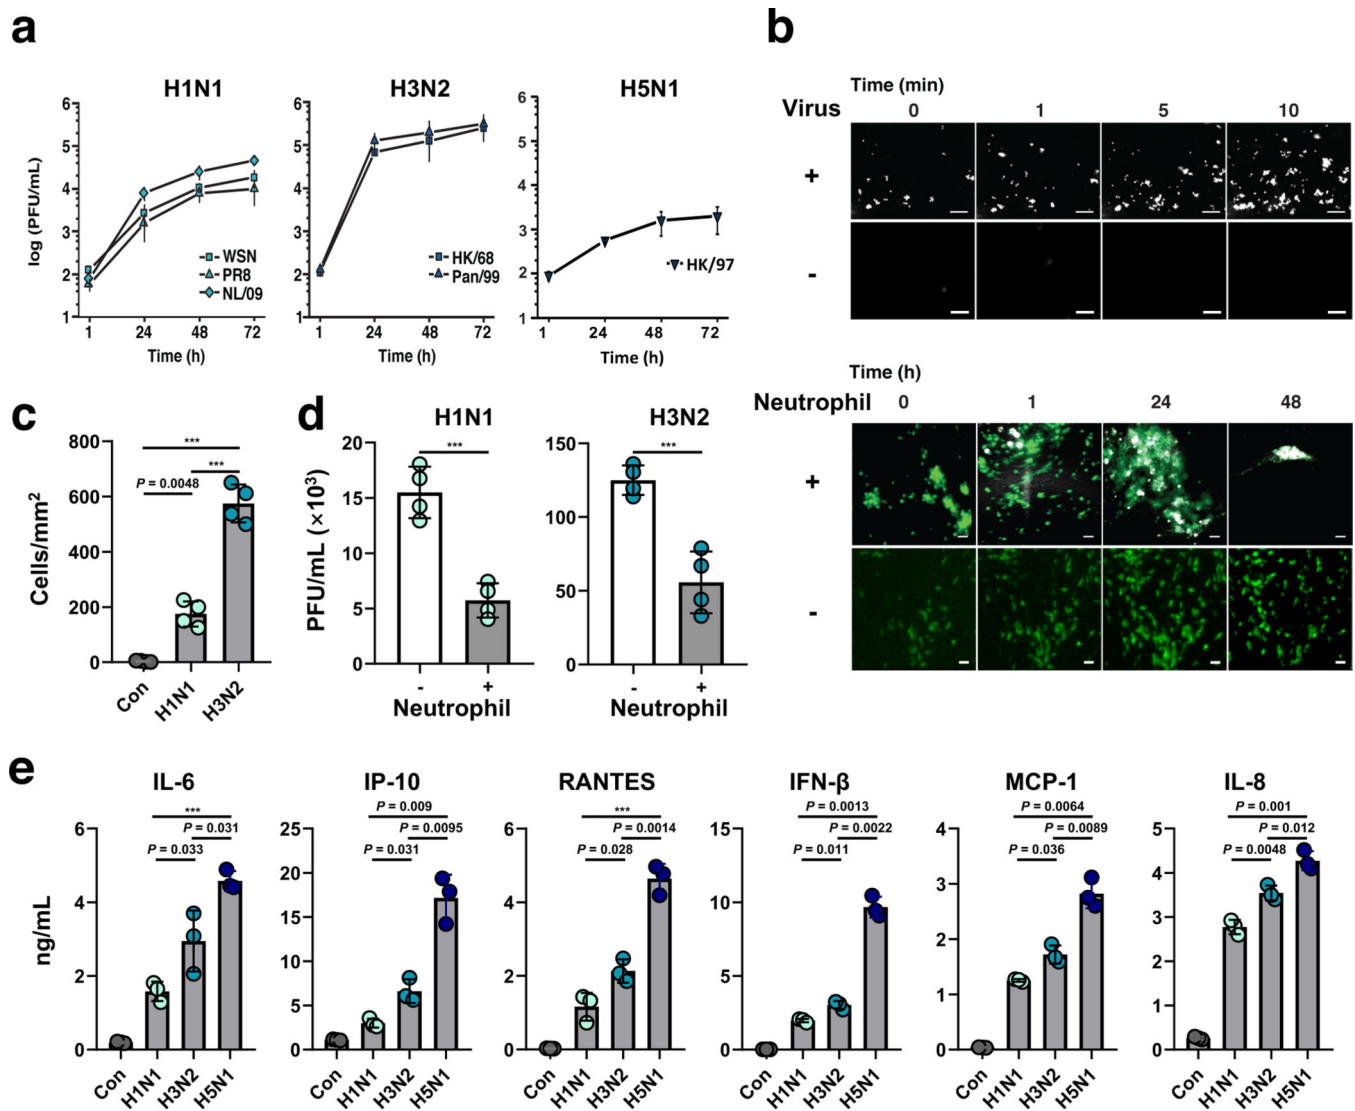 a
b
H1N1
H3N2
H5N1
log (PFU/mL)
6
5
4
3
2
1
WSN
PR8
NL/09
1
24
48
72
Time (h)
6
5
4
3
2
1
HK/68
Pan/99
1
24
48
72
Time (h)
6
5
4
3
2
1
HK/97
1
24
48
72
Time (h)
Time (min)
Virus 0 1 5 10
+
-
Time (h)
Neutrophil 0 1 24 48
+
-
c
Cells/mm²
800
600
400
200
0
***
***
P = 0.0048
Con
H1N1
H3N2
d
H1N1
H3N2
PFU/mL (×10³)
20
15
10
5
0
***
- +
Neutrophil
150
100
50
0
***
- +
Neutrophil
e
ng/mL
IL-6
***
P = 0.031
P = 0.033
6
4
2
0
Con
H1N1
H3N2
H5N1
IP-10
P = 0.009
P = 0.0095
P = 0.031
25
20
15
10
5
0
Con
H1N1
H3N2
H5N1
RANTES
***
P = 0.0014
P = 0.028
6
4
2
0
Con
H1N1
H3N2
H5N1
IFN-β
P = 0.0013
P = 0.0022
P = 0.011
15
10
5
0
Con
H1N1
H3N2
H5N1
MCP-1
P = 0.0064
P = 0.0089
P = 0.036
4
3
2
1
0
Con
H1N1
H3N2
H5N1
IL-8
P = 0.001
P = 0.012
P = 0.0048
5
4
3
2
1
0
Con
H1N1
H3N2
H5N1